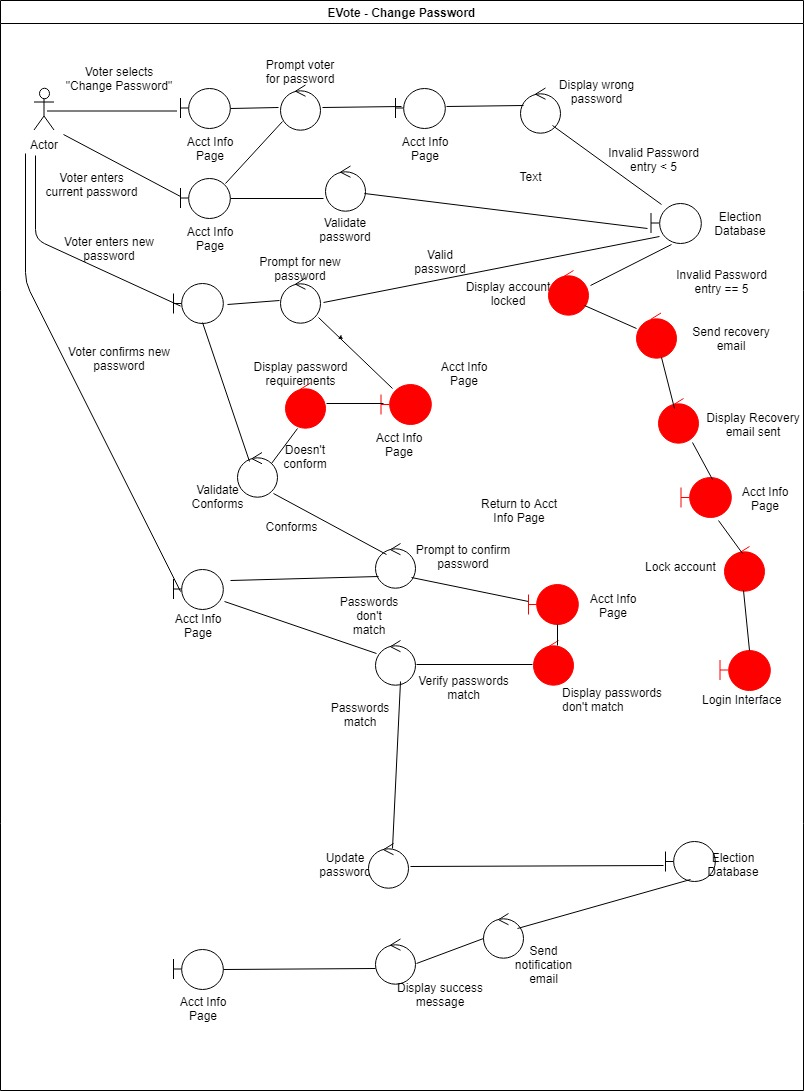 EVote - Change Password
Voter selects
"Change Password"
Prompt voter
for password
Display wrong
password
Actor
Acct Info
Page
Acct Info
Page
Invalid Password
entry < 5
Voter enters
current password
Text
Acct Info
Page
Validate
password
Election
Database
Voter enters new
password
Prompt for new
password
Valid
password
Display account
locked
Invalid Password
entry == 5
Send recovery
email
Voter confirms new
password
Display password
requirements
Acct Info
Page
Acct Info
Page
Display Recovery
email sent
Doesn't
conform
Validate
Conforms
Acct Info
Page
Return to Acct
Info Page
Conforms
Prompt to confirm
password
Lock account
Acct Info
Page
Passwords
don't
match
Acct Info
Page
Verify passwords
match
Display passwords
don't match
Login Interface
Passwords
match
Update
password
Election
Database
Send
notification
email
Display success
message
Acct Info
Page